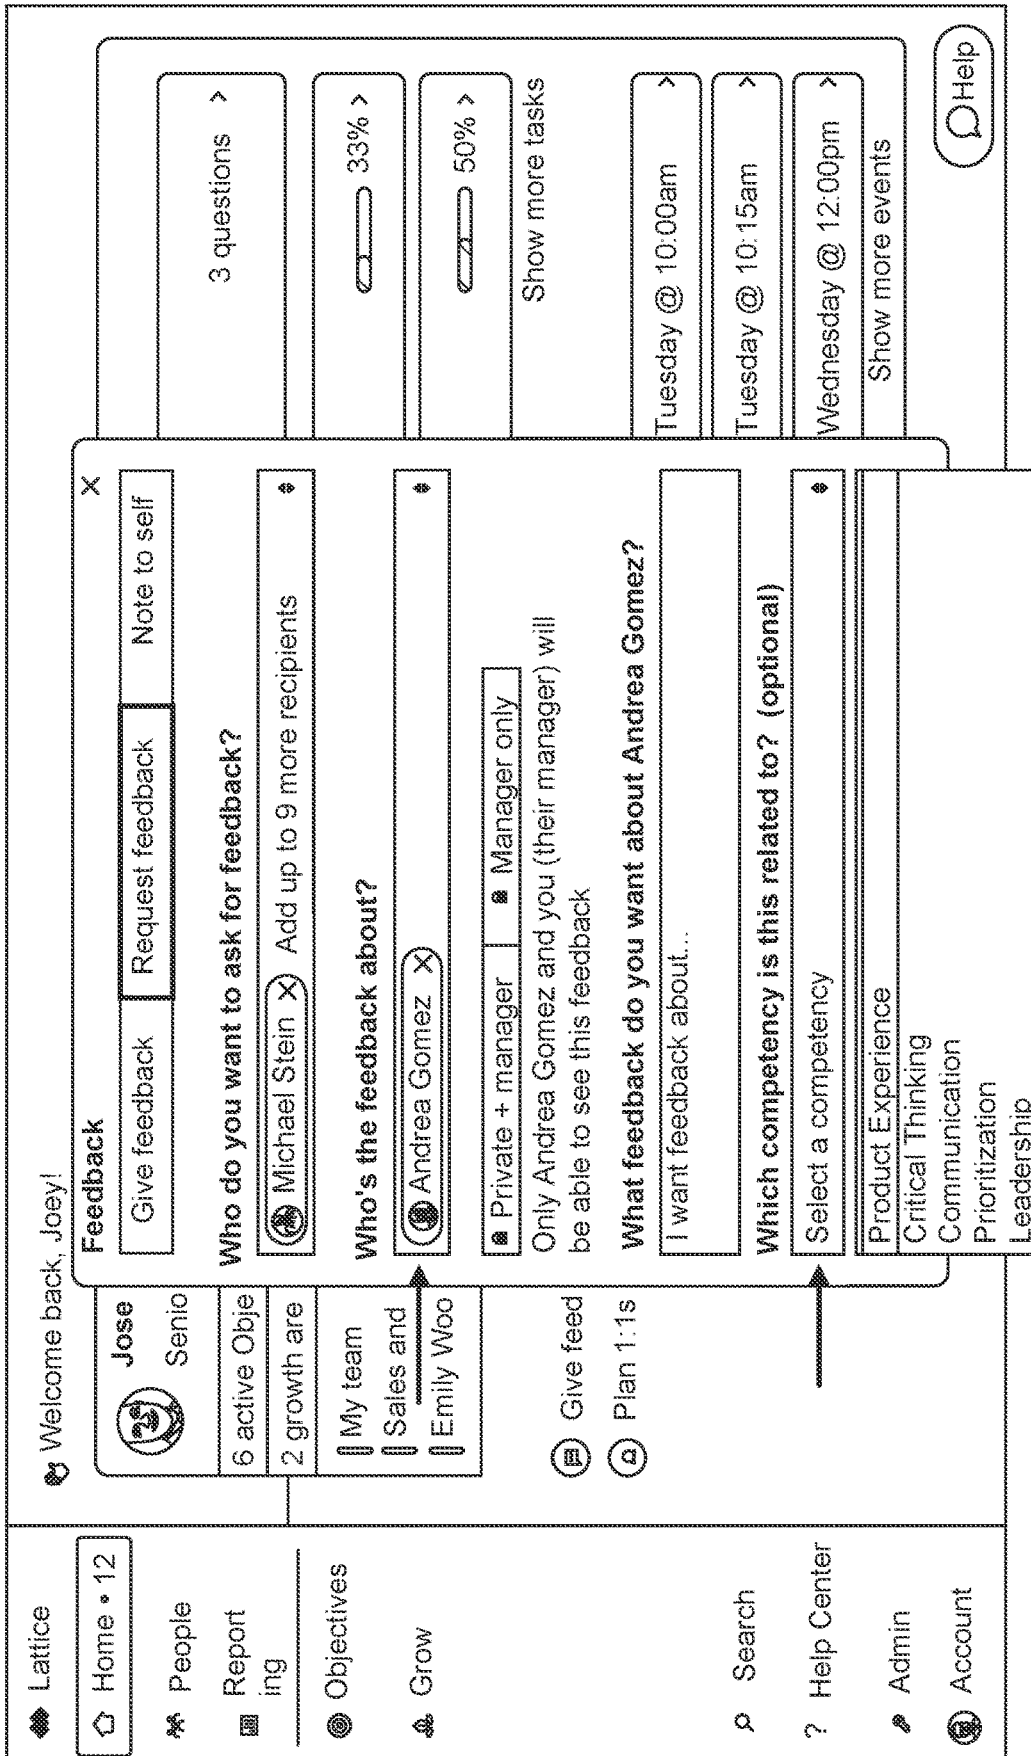 Lattice
Home • 12
People
Report
ing
Objectives
Grow
Search
? Help Center
Admin
Account
Welcome back, Joey!
Jose
Senio
6 active Obje
2 growth are
My team
Sales and
Emily Woo
Give feed
Plan 1:1s
Feedback X
Give feedback Request feedback Note to self
Who do you want to ask for feedback?
Michael Stein X Add up to 9 more recipients
Who's the feedback about?
Andrea Gomez X
Private + manager Manager only
Only Andrea Gomez and you (their manager) will
be able to see this feedback
What feedback do you want about Andrea Gomez?
I want feedback about...
Which competency is this related to? (optional)
Select a competency
Product Experience
Critical Thinking
Communication
Prioritization
Leadership
3 questions >
33% >
50% >
Show more tasks
Tuesday @ 10:00am >
Tuesday @ 10:15am >
Wednesday @ 12:00pm >
Show more events
Help